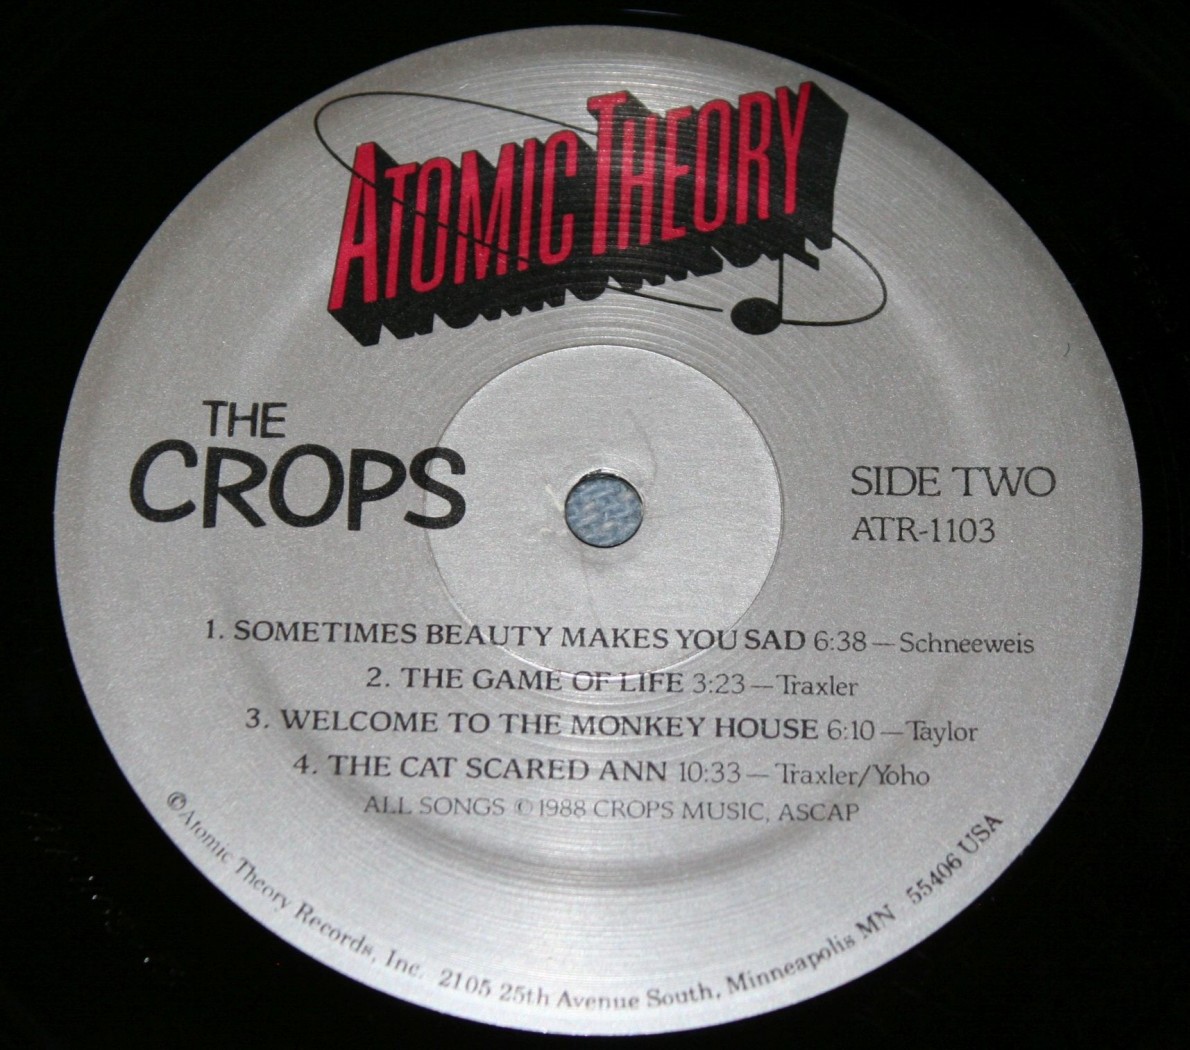 ATOMIC THEORY
THE
CROPS
SIDE TWO
ATR-1103
1. SOMETIMES BEAUTY MAKES YOU SAD 6:38 — Schneeweis
2. THE GAME OF LIFE 3:23 — Traxler
3. WELCOME TO THE MONKEY HOUSE 6:10 — Taylor
4. THE CAT SCARED ANN 10:33 — Traxler/Yoho
ALL SONGS © 1988 CROPS MUSIC, ASCAP
© Atomic Theory Records, Inc. 2105 25th Avenue South, Minneapolis MN 55406 USA